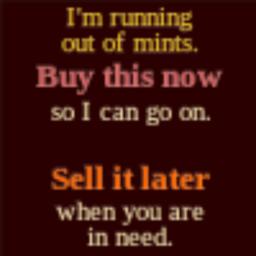 I'm running
out of mints.
Buy this now
so I can go on.
Sell it later
when you are
in need.